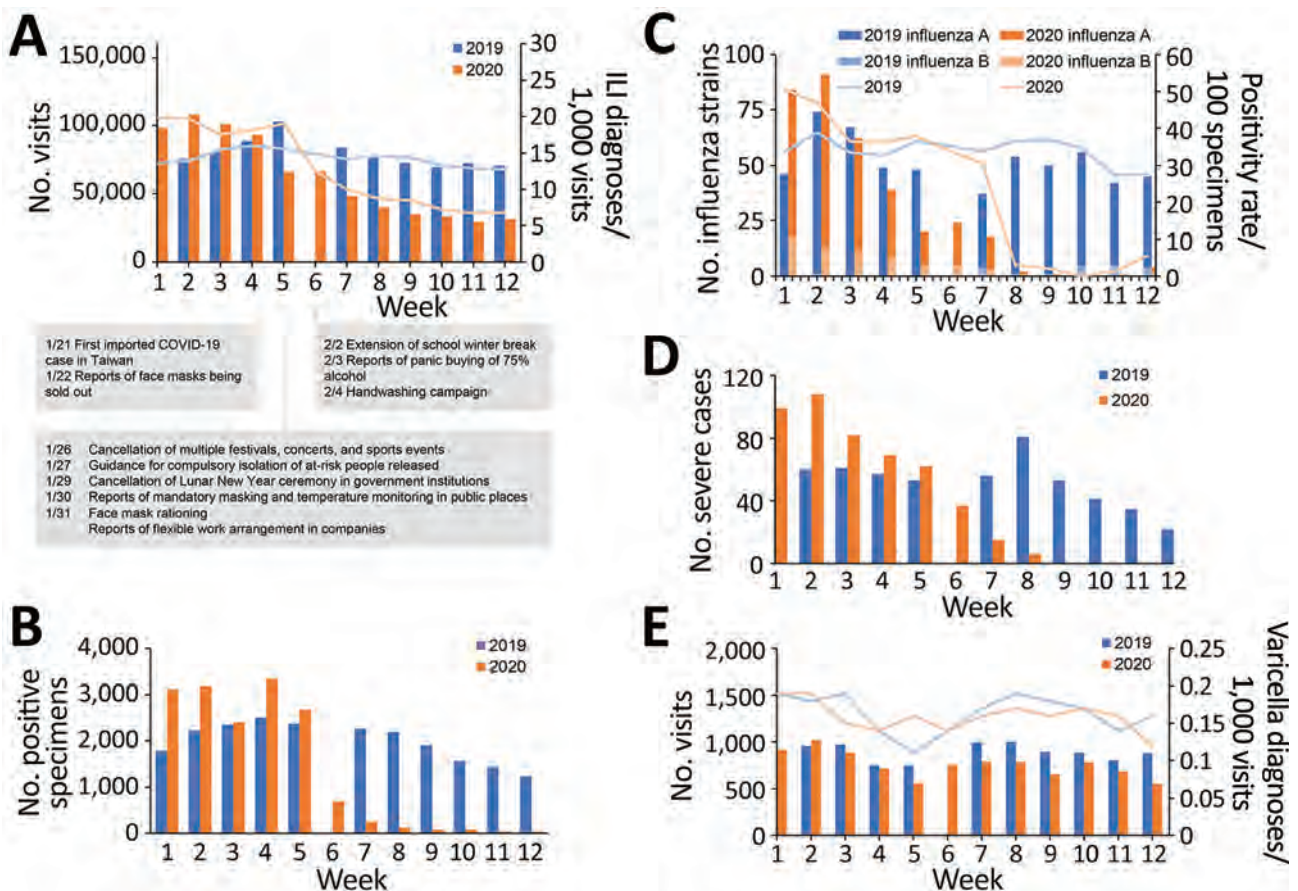 A
150,000
100,000
50,000
0
No. visits
30
25
20
15
10
5
0
ILI diagnoses/
1,000 visits
2019
2020
1 2 3 4 5 6 7 8 9 10 11 12
Week
1/21 First imported COVID-19
case in Taiwan
1/22 Reports of face masks being
sold out
2/2 Extension of school winter break
2/3 Reports of panic buying of 75%
alcohol
2/4 Handwashing campaign
1/26 Cancellation of multiple festivals, concerts, and sports events
1/27 Guidance for compulsory isolation of at-risk people released
1/29 Cancellation of Lunar New Year ceremony in government institutions
1/30 Reports of mandatory masking and temperature monitoring in public places
1/31 Face mask rationing
Reports of flexible work arrangement in companies
B
4,000
3,000
2,000
1,000
0
No. positive
specimens
2019
2020
1 2 3 4 5 6 7 8 9 10 11 12
Week
C
100
75
50
25
0
No. influenza strains
2019 influenza A
2020 influenza A
2019 influenza B
2020 influenza B
2019
2020
60
50
40
30
20
10
0
Positivity rate/
100 specimens
1 2 3 4 5 6 7 8 9 10 11 12
Week
D
120
80
40
0
No. severe cases
2019
2020
1 2 3 4 5 6 7 8 9 10 11 12
Week
E
2,000
1,500
1,000
500
0
No. visits
2019
2020
0.25
0.2
0.15
0.1
0.05
0
Varicella diagnoses/
1,000 visits
1 2 3 4 5 6 7 8 9 10 11 12
Week